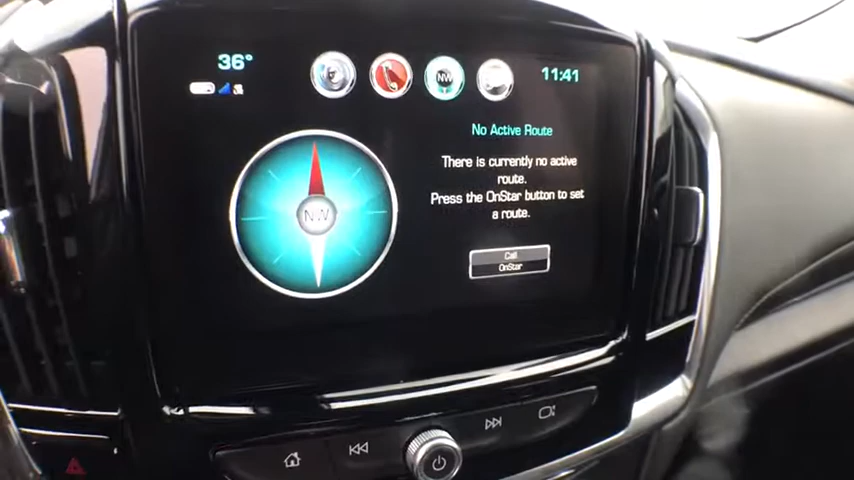 36°
NW
11:41
No Active Route
There is currently no active
route.
Press the OnStar button to set
a route.
NW
Call
OnStar